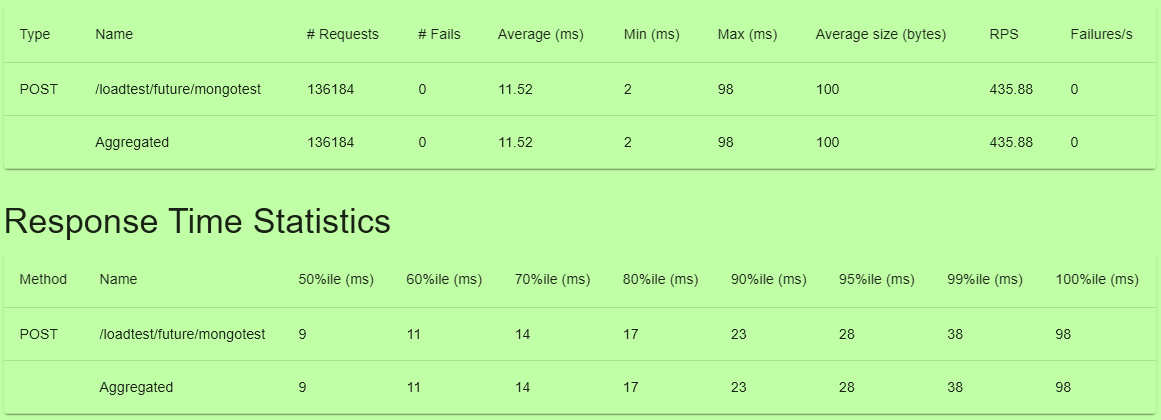 Type Name # Requests # Fails Average (ms) Min (ms) Max (ms) Average size (bytes) RPS Failures/s
POST /loadtest/future/mongotest 136184 0 11.52 2 98 100 435.88 0
Aggregated 136184 0 11.52 2 98 100 435.88 0
Response Time Statistics
Method Name 50%ile (ms) 60%ile (ms) 70%ile (ms) 80%ile (ms) 90%ile (ms) 95%ile (ms) 99%ile (ms) 100%ile (ms)
POST /loadtest/future/mongotest 9 11 14 17 23 28 38 98
Aggregated 9 11 14 17 23 28 38 98